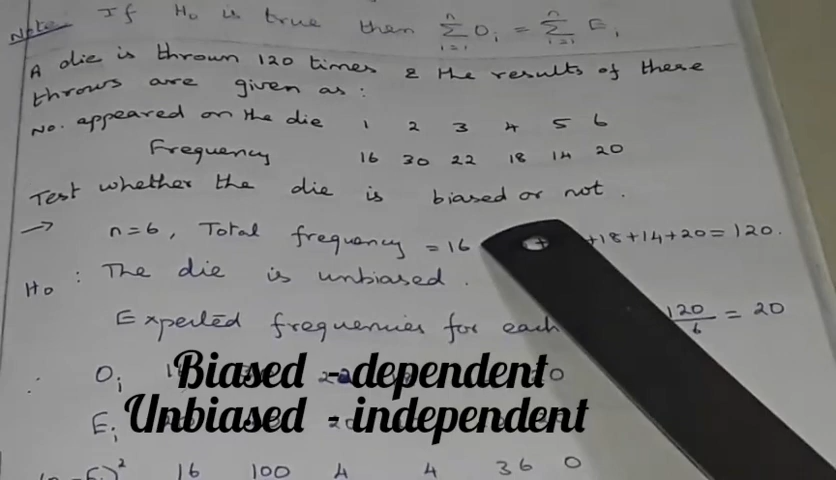 Note. If H₀ is true then Σ Oᵢ = Σ Eᵢ
n n
i=1 i=1
A die is thrown 120 times & the results of these
throws are given as :
No. appeared on the die 1 2 3 4 5 6
Frequency 16 30 22 18 14 20
Test whether the die is biased or not .
→ n=6, Total frequency = 16 +18+14+20=120.
H₀ : The die is unbiased .
Expected frequencies for each 120/6 = 20
∴ Oᵢ
Biased - dependent
Eᵢ
Unbiased - independent
)² 16 100 4 4 36 0